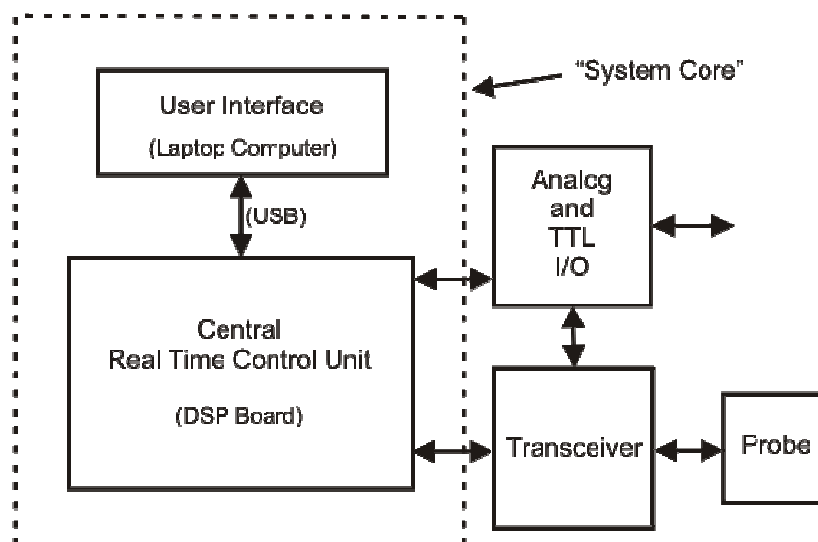 "System Core"
User Interface
(Laptop Computer)
(USB)
Analog
and
TTL
I/O
Central
Real Time Control Unit
(DSP Board)
Transceiver
Probe